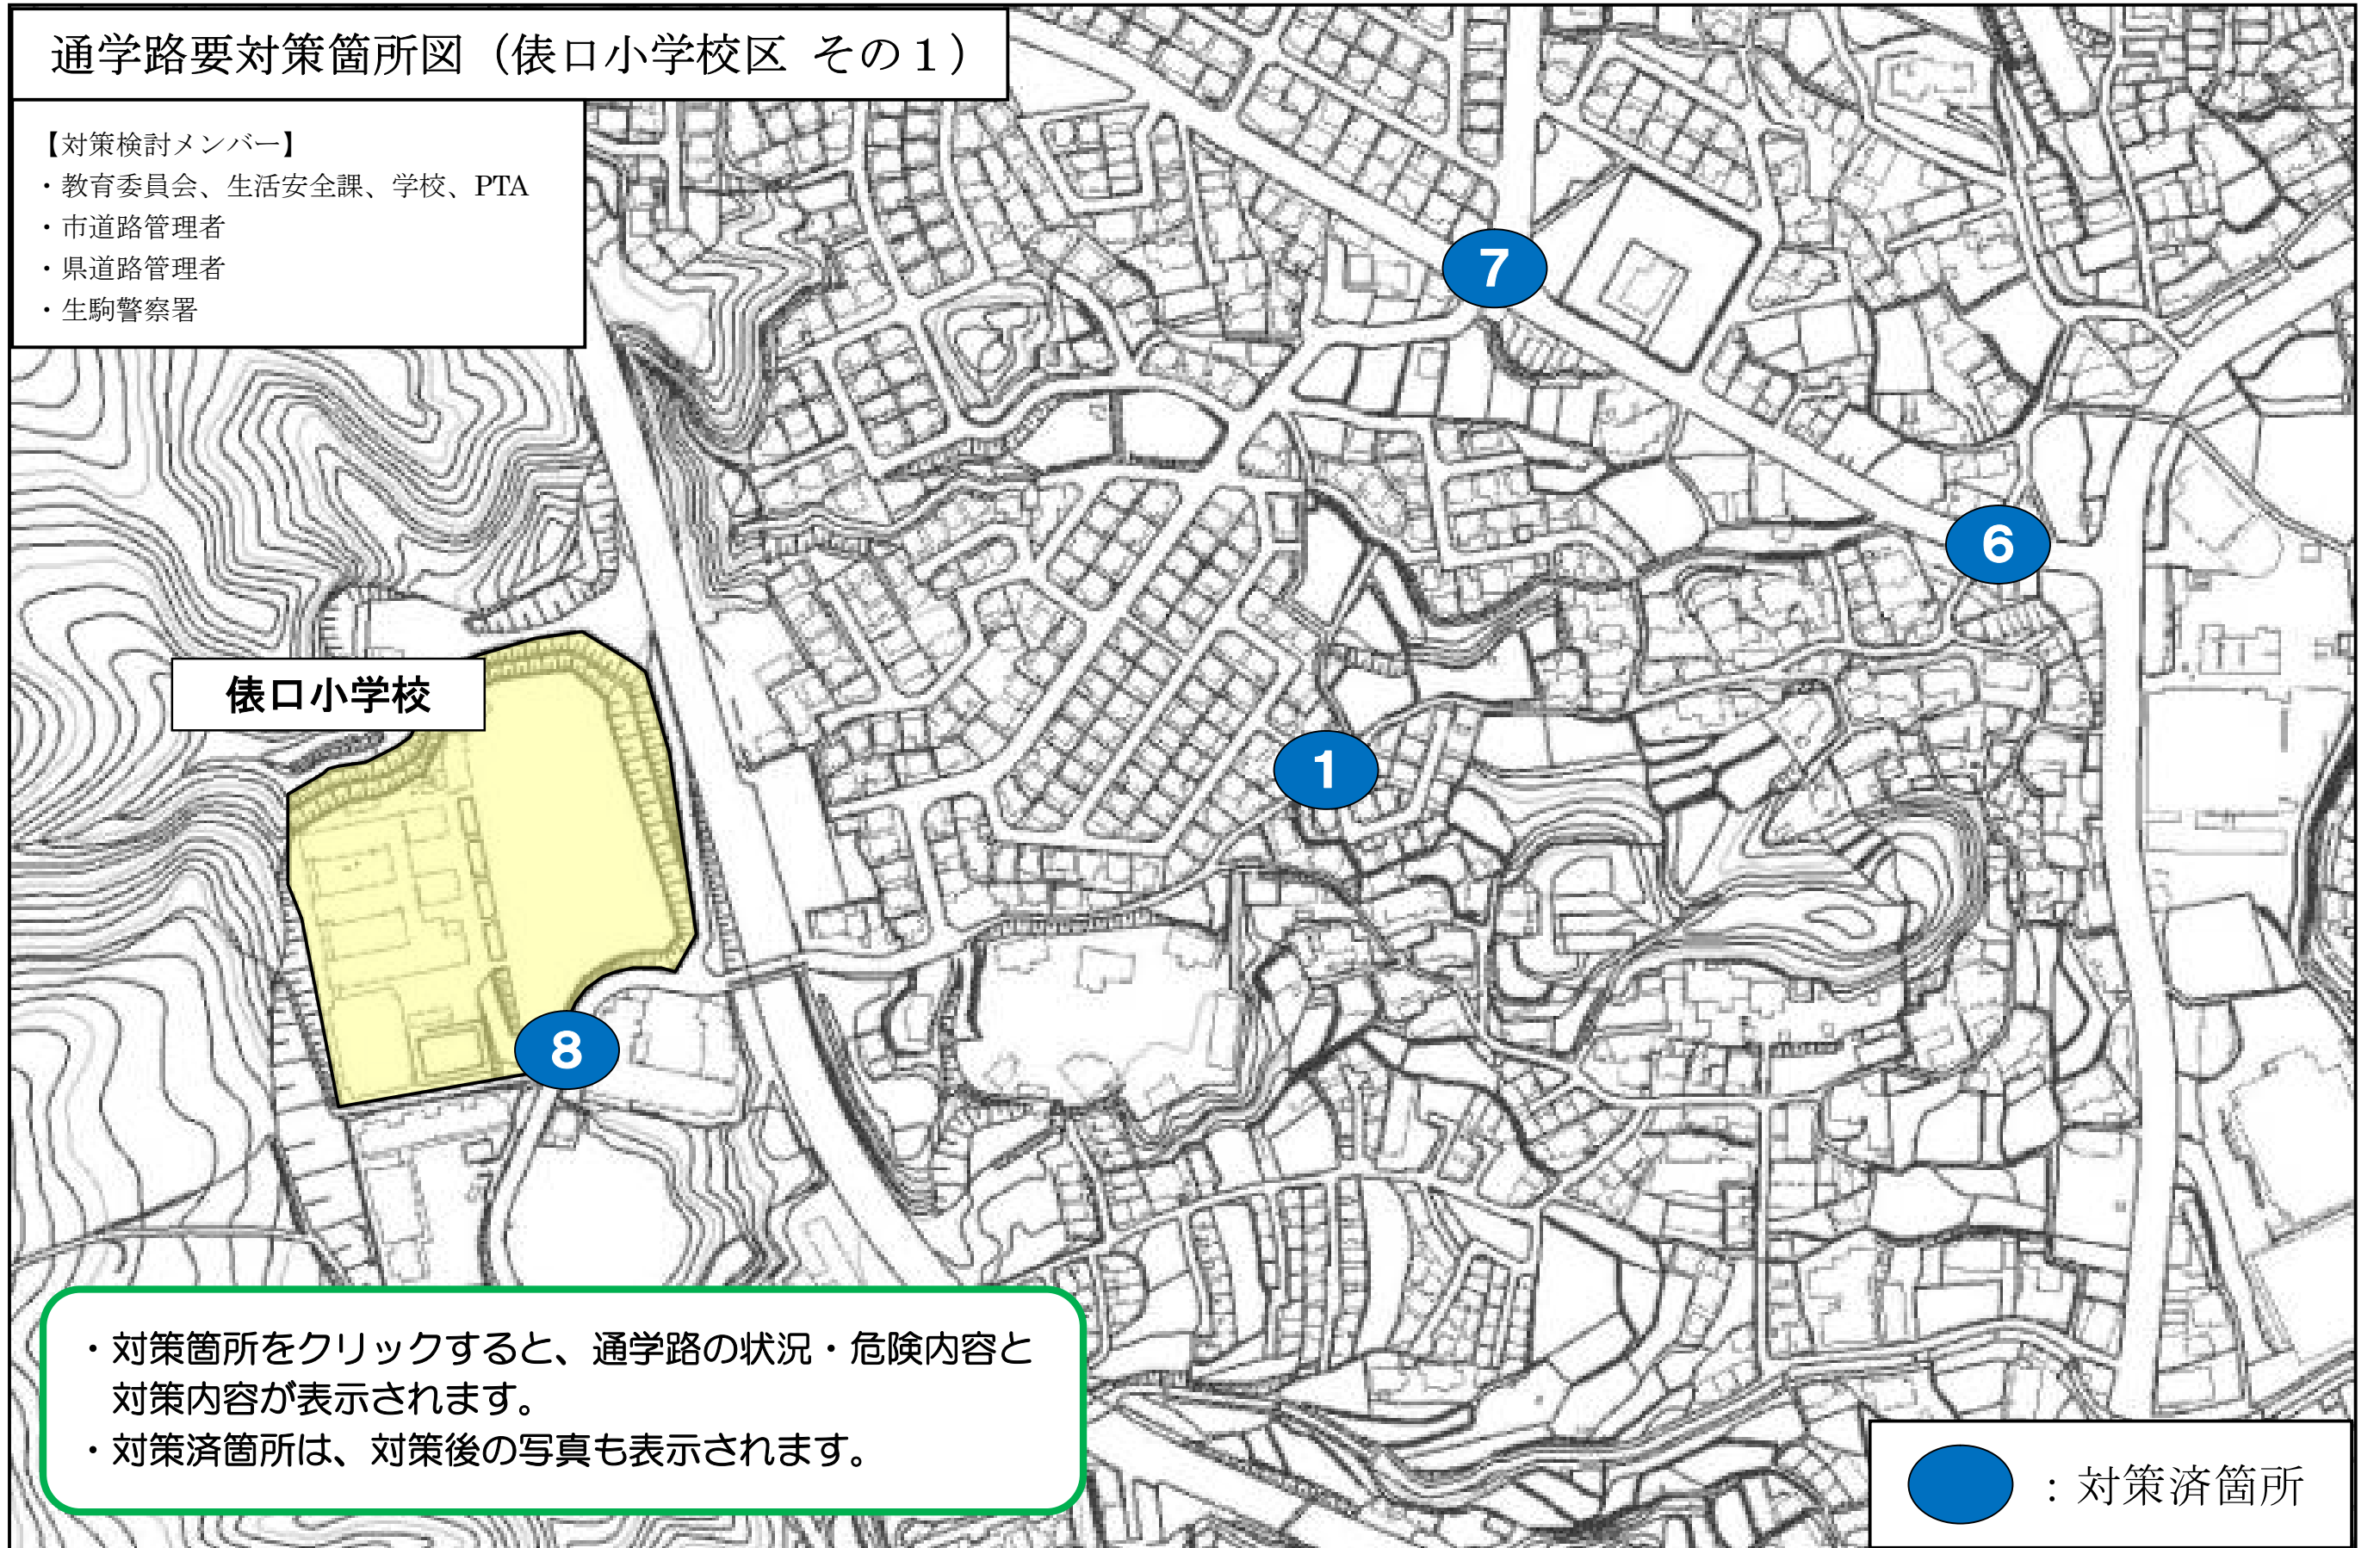 通学路要対策箇所図（俵口小学校区 その１）
【対策検討メンバー】
・教育委員会、生活安全課、学校、PTA
・市道路管理者
・県道路管理者
・生駒警察署
7
6
俵口小学校
1
8
・対策箇所をクリックすると、通学路の状況・危険内容と
対策内容が表示されます。
・対策済箇所は、対策後の写真も表示されます。
：対策済箇所